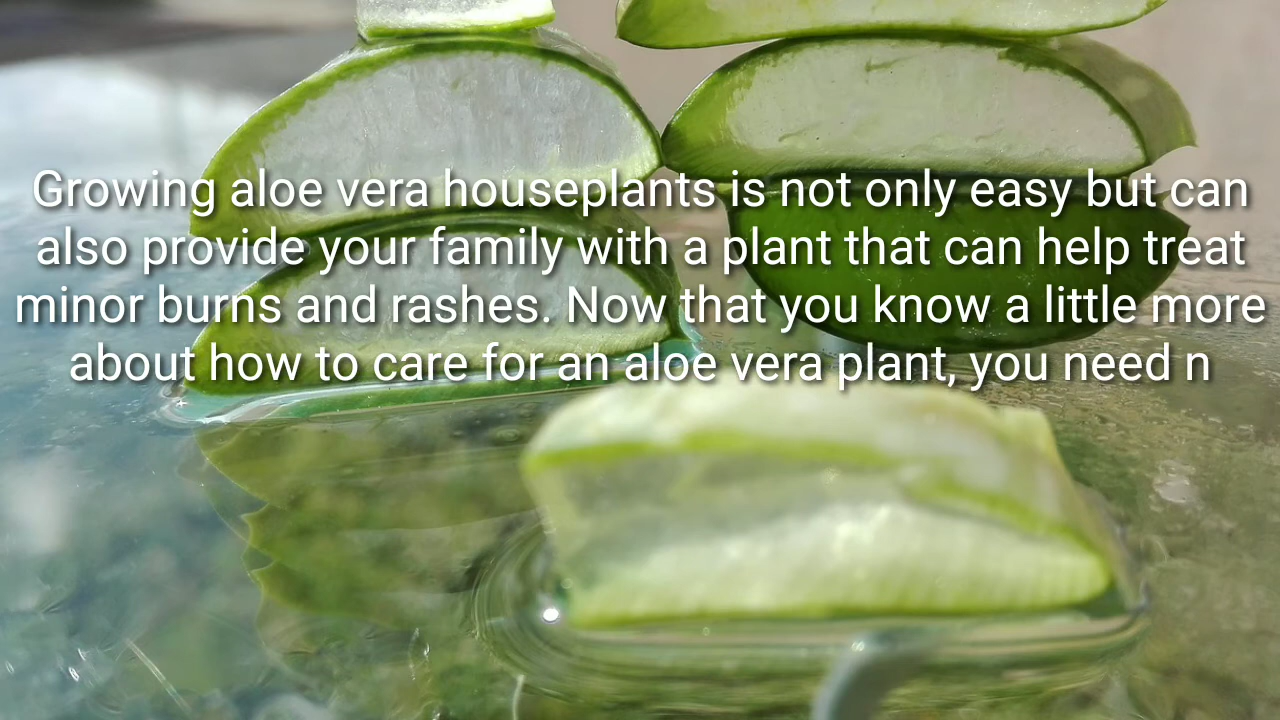 Growing aloe vera houseplants is not only easy but can
also provide your family with a plant that can help treat
minor burns and rashes. Now that you know a little more
about how to care for an aloe vera plant, you need n